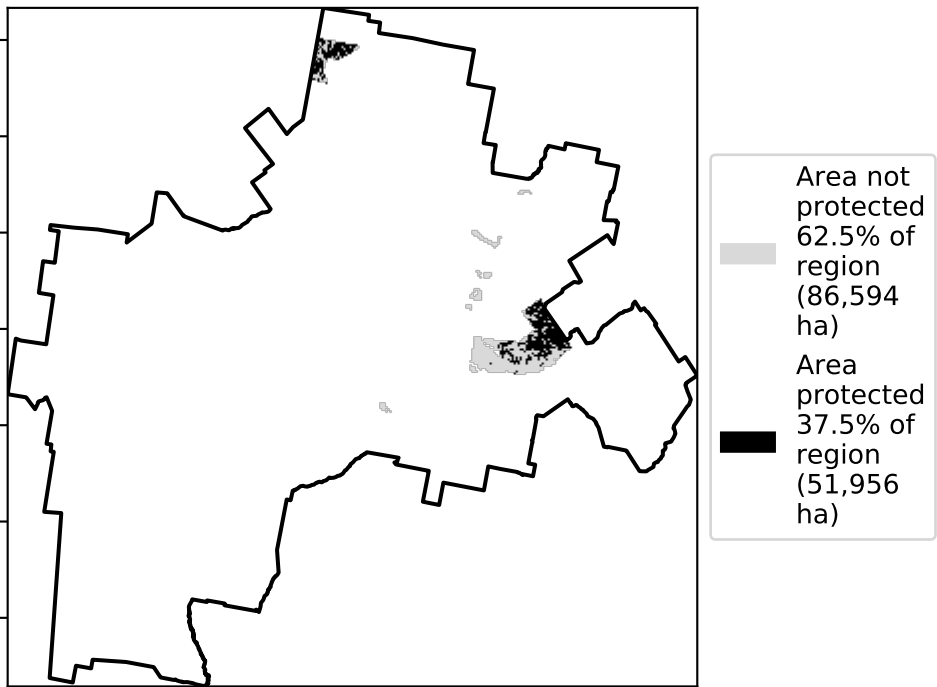 Area not
protected
62.5% of
region
(86,594
ha)
Area
protected
37.5% of
region
(51,956
ha)